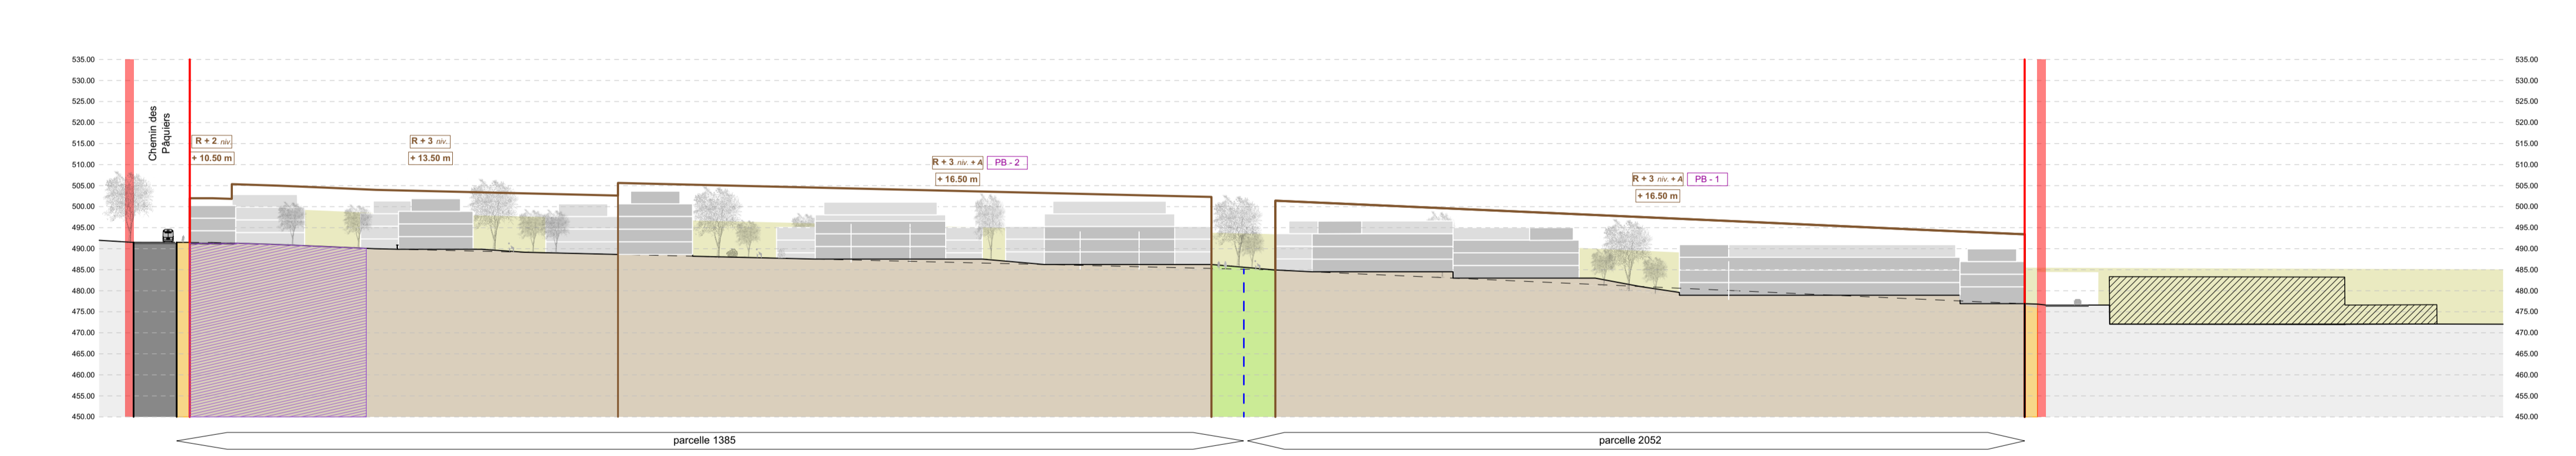 535.00
530.00
525.00
520.00
515.00
510.00
505.00
500.00
495.00
490.00
485.00
480.00
475.00
470.00
465.00
460.00
455.00
450.00
Chemin des
Pâquiers
R + 2 niv.
+ 10.50 m
R + 3 niv.
+ 13.50 m
R + 3 niv. + A
PB - 2
+ 16.50 m
R + 3 niv. + A
PB - 1
+ 16.50 m
535.00
530.00
525.00
520.00
515.00
510.00
505.00
500.00
495.00
490.00
485.00
480.00
475.00
470.00
465.00
460.00
455.00
450.00
parcelle 1385
parcelle 2052